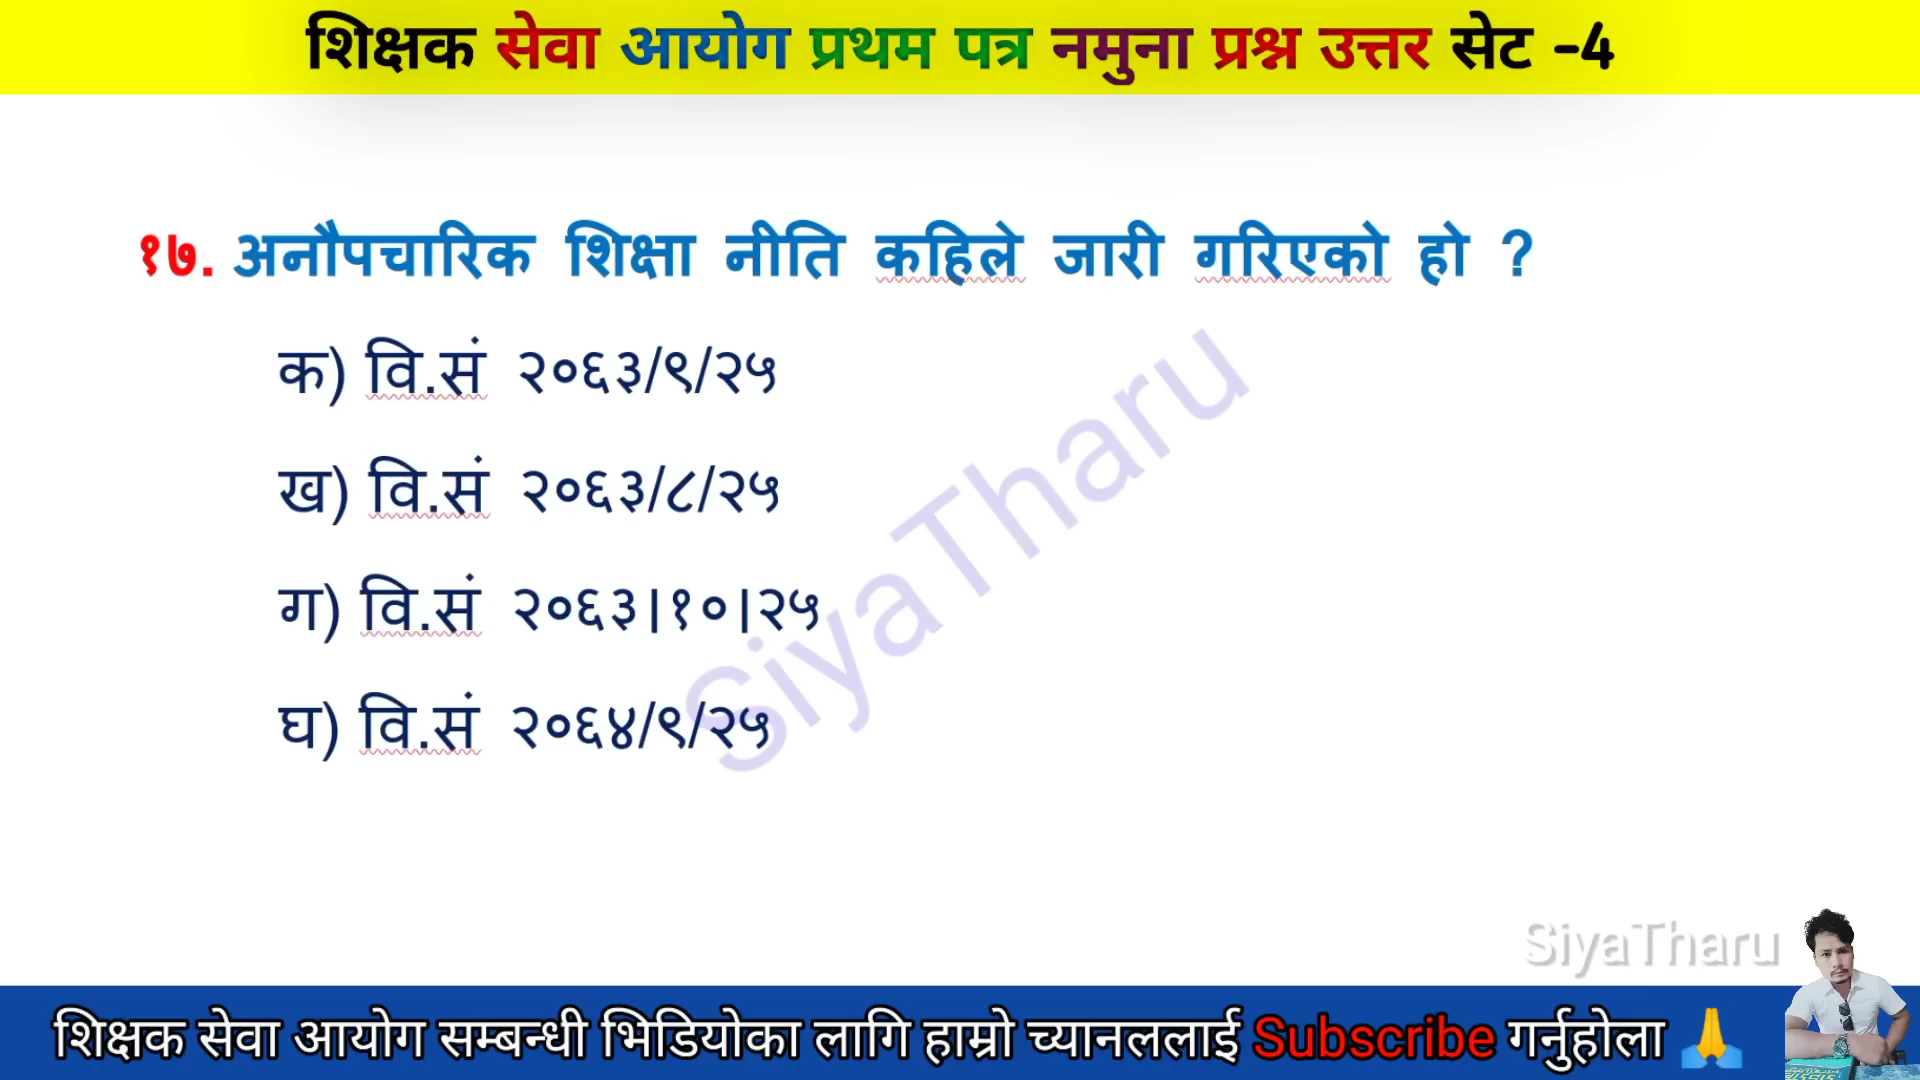 शिक्षक सेवा आयोग प्रथम पत्र नमुना प्रश्न उत्तर सेट -4
१७. अनौपचारिक शिक्षा नीति कहिले जारी गरिएको हो ?
क) वि.सं २०६३/९/२५
ख) वि.सं २०६३/८/२५
ग) वि.सं २०६३।१०।२५
घ) वि.सं २०६४/९/२५
SiyaTharu
SiyaTharu
शिक्षक सेवा आयोग सम्बन्धी भिडियोका लागि हाम्रो च्यानललाई Subscribe गर्नुहोला 🙏